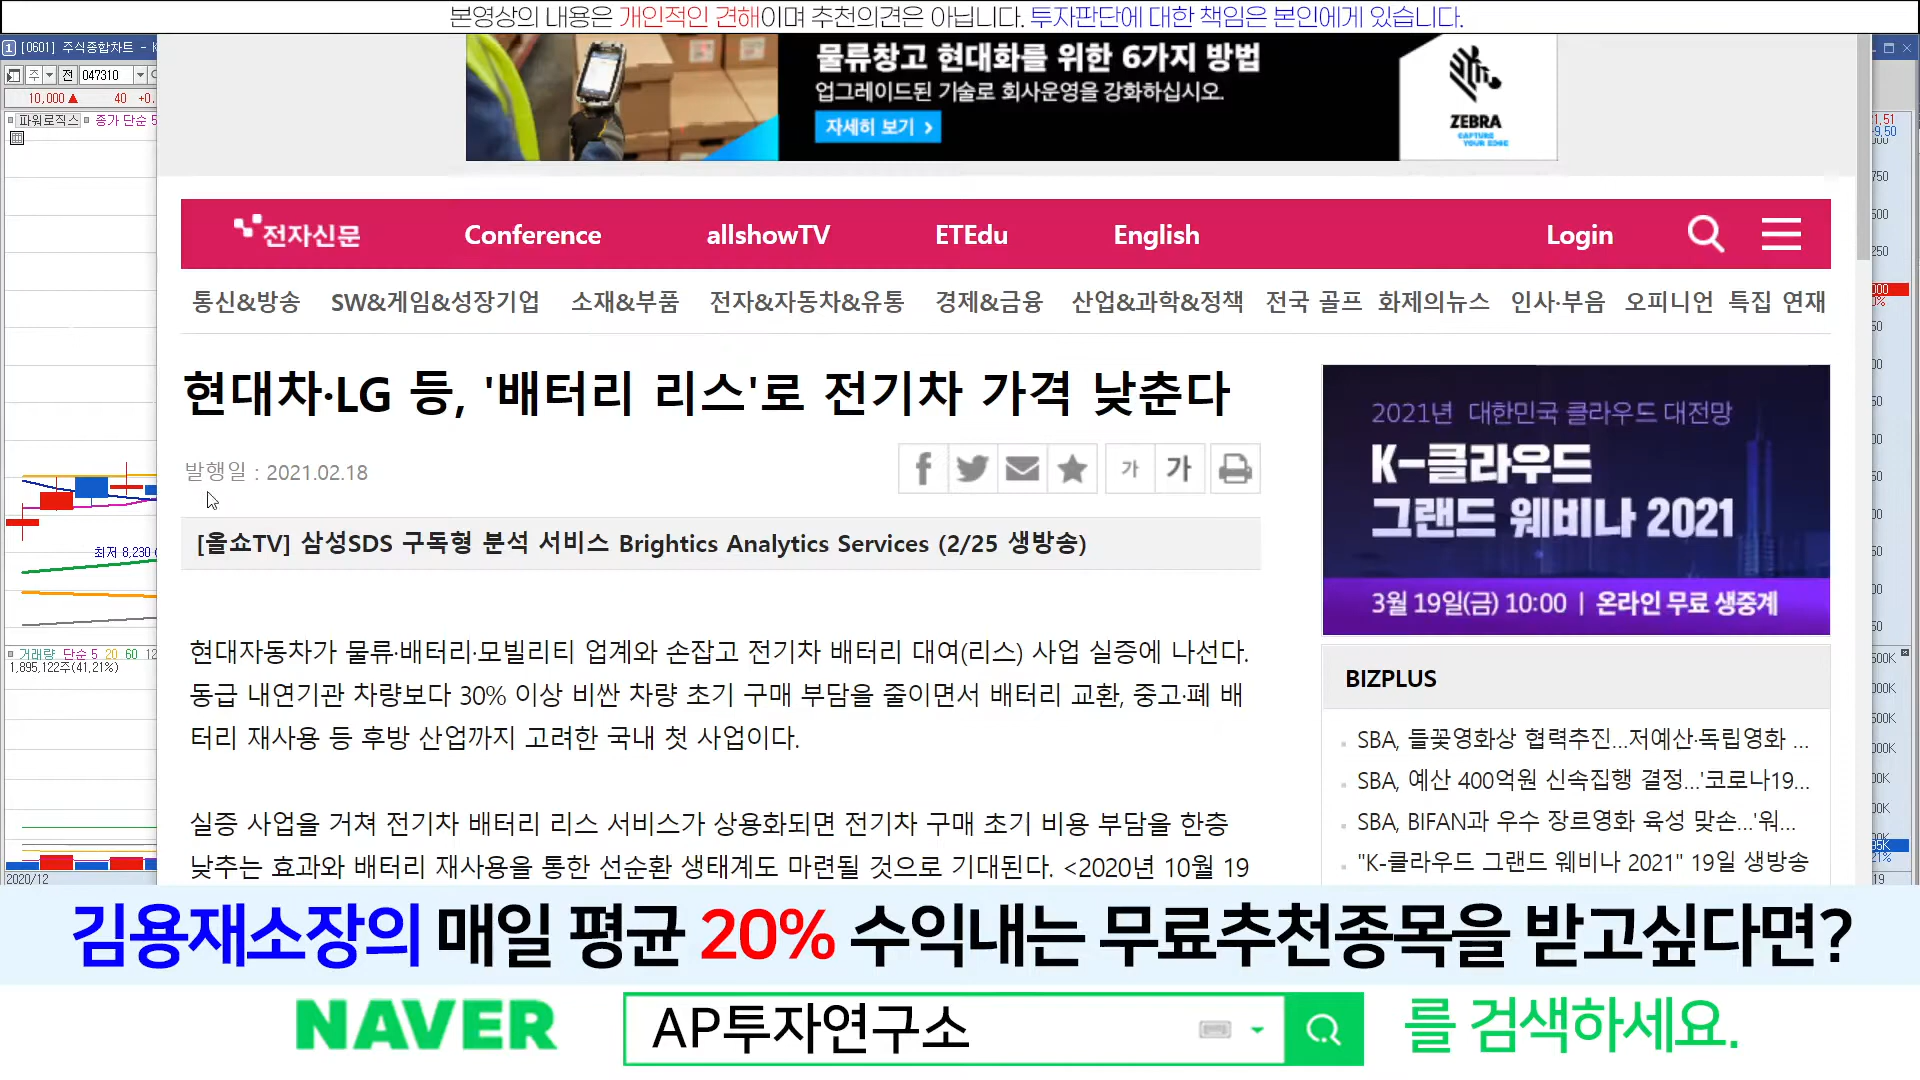 본영상의 내용은 개인적인 견해이며 추천의견은 아닙니다. 투자판단에 대한 책임은 본인에게 있습니다.
[0601] 주식종합차트 - K
주 전 047310
10,000▲ 40 +0.
파워로직스 종가 단순 5
최저 8,230
거래량 단순 5 20 60 12
1,895,122주(41,21%)
2020/12
물류창고 현대화를 위한 6가지 방법
업그레이드된 기술로 회사운영을 강화하십시오.
자세히 보기 >
ZEBRA
CAPTURE YOUR EDGE
전자신문 Conference allshowTV ETEdu English Login
통신&방송 SW&게임&성장기업 소재&부품 전자&자동차&유통 경제&금융 산업&과학&정책 전국 골프 화제의뉴스 인사·부음 오피니언 특집 연재
현대차·LG 등, '배터리 리스'로 전기차 가격 낮춘다
발행일 : 2021.02.18
가 가
[올쇼TV] 삼성SDS 구독형 분석 서비스 Brightics Analytics Services (2/25 생방송)
현대자동차가 물류·배터리·모빌리티 업계와 손잡고 전기차 배터리 대여(리스) 사업 실증에 나선다.
동급 내연기관 차량보다 30% 이상 비싼 차량 초기 구매 부담을 줄이면서 배터리 교환, 중고·폐 배
터리 재사용 등 후방 산업까지 고려한 국내 첫 사업이다.
실증 사업을 거쳐 전기차 배터리 리스 서비스가 상용화되면 전기차 구매 초기 비용 부담을 한층
낮추는 효과와 배터리 재사용을 통한 선순환 생태계도 마련될 것으로 기대된다. <2020년 10월 19
2021년 대한민국 클라우드 대전망
K-클라우드
그랜드 웨비나 2021
3월 19일(금) 10:00 | 온라인 무료 생중계
BIZPLUS
SBA, 들꽃영화상 협력추진...저예산·독립영화 ...
SBA, 예산 400억원 신속집행 결정...'코로나19...
SBA, BIFAN과 우수 장르영화 육성 맞손...'워...
"K-클라우드 그랜드 웨비나 2021" 19일 생방송
김용재소장의 매일 평균 20% 수익내는 무료추천종목을 받고싶다면?
NAVER AP투자연구소 를 검색하세요.